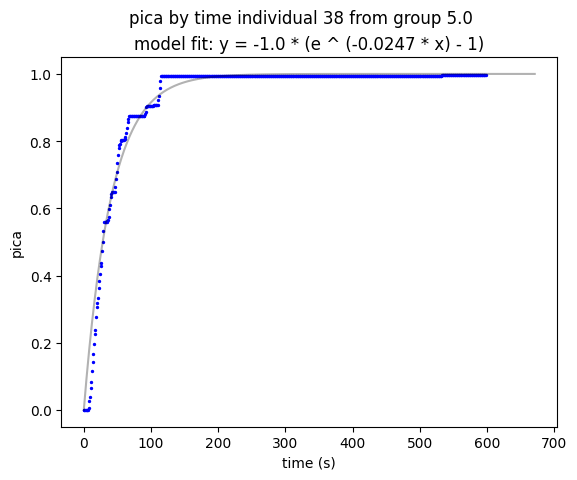 pica by time individual 38 from group 5.0
model fit: y = -1.0 * (e ^ (-0.0247 * x) - 1)
1.0
0.8
0.6
0.4
0.2
0.0
pica
0 100 200 300 400 500 600 700
time (s)